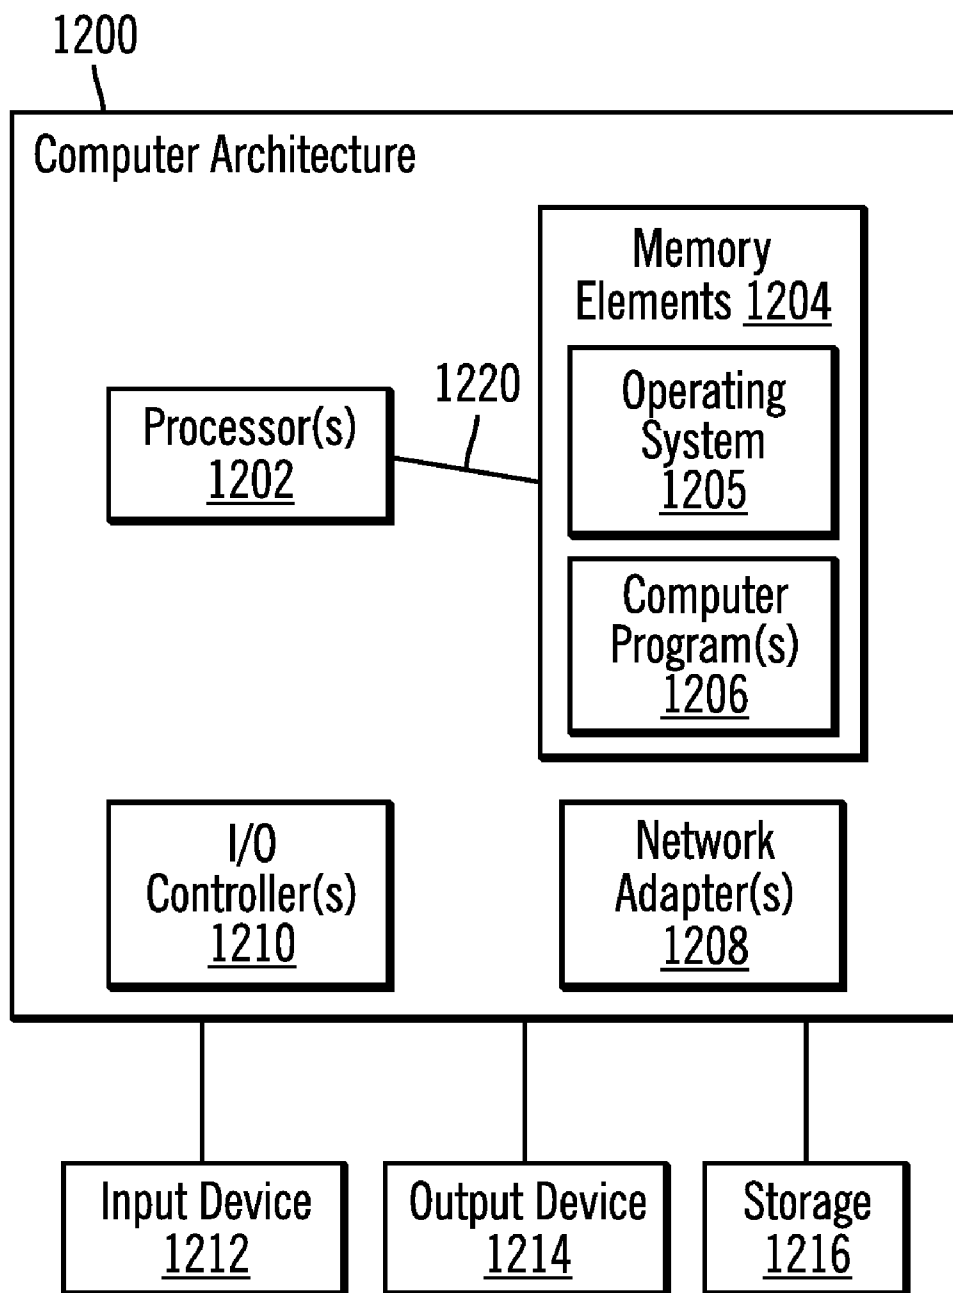 1200
Computer Architecture
Memory
Elements 1204
1220
Operating
System
1205
Processor(s)
1202
Computer
Program(s)
1206
I/O
Controller(s)
1210
Network
Adapter(s)
1208
Input Device
1212
Output Device
1214
Storage
1216